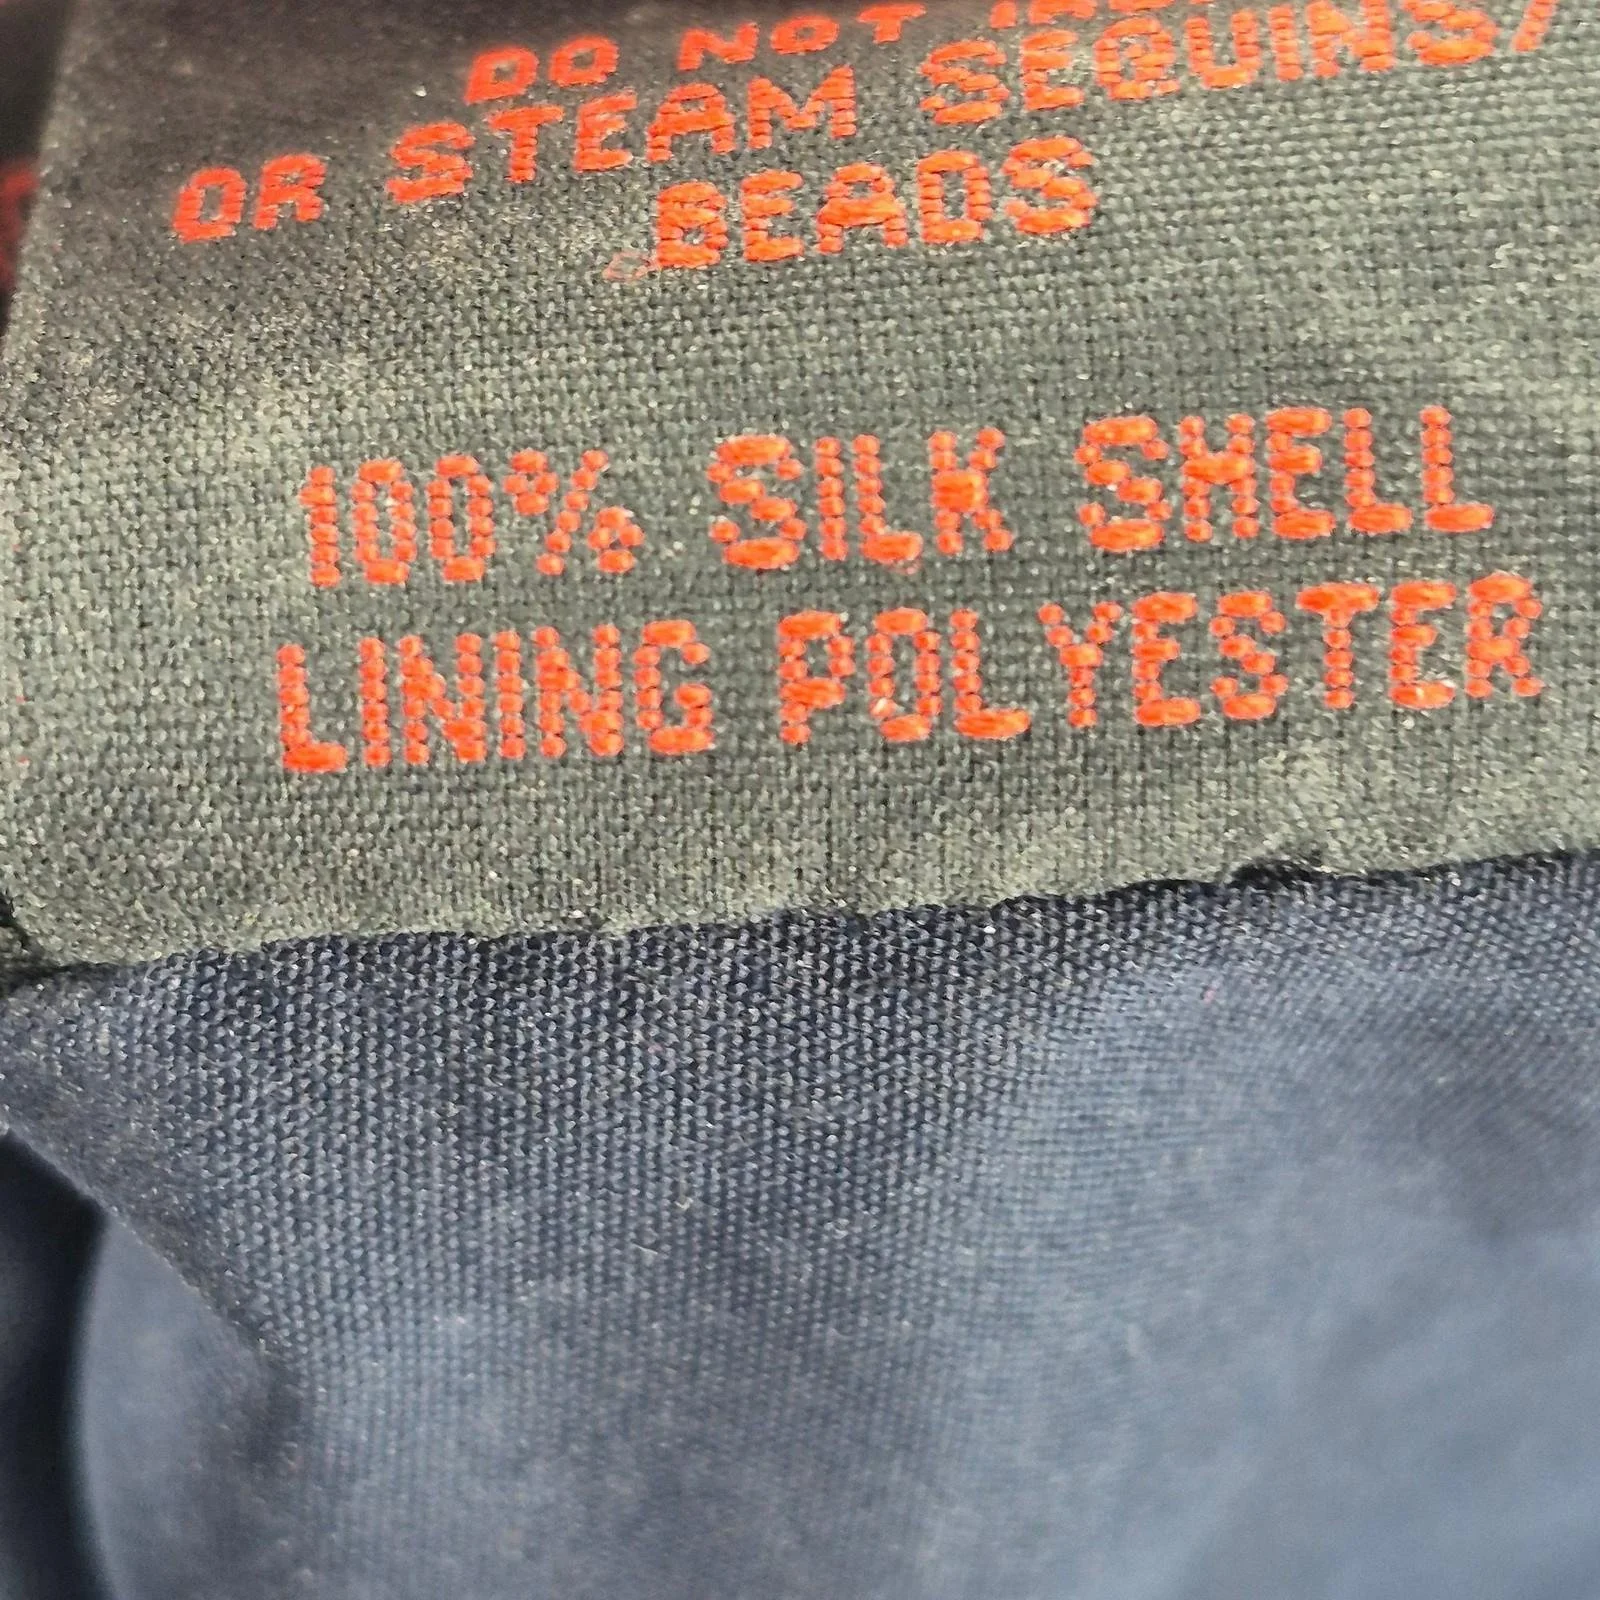 DO NOT
OR STEAM SEQUINS/
BEADS
100% SILK SHELL
LINING POLYESTER